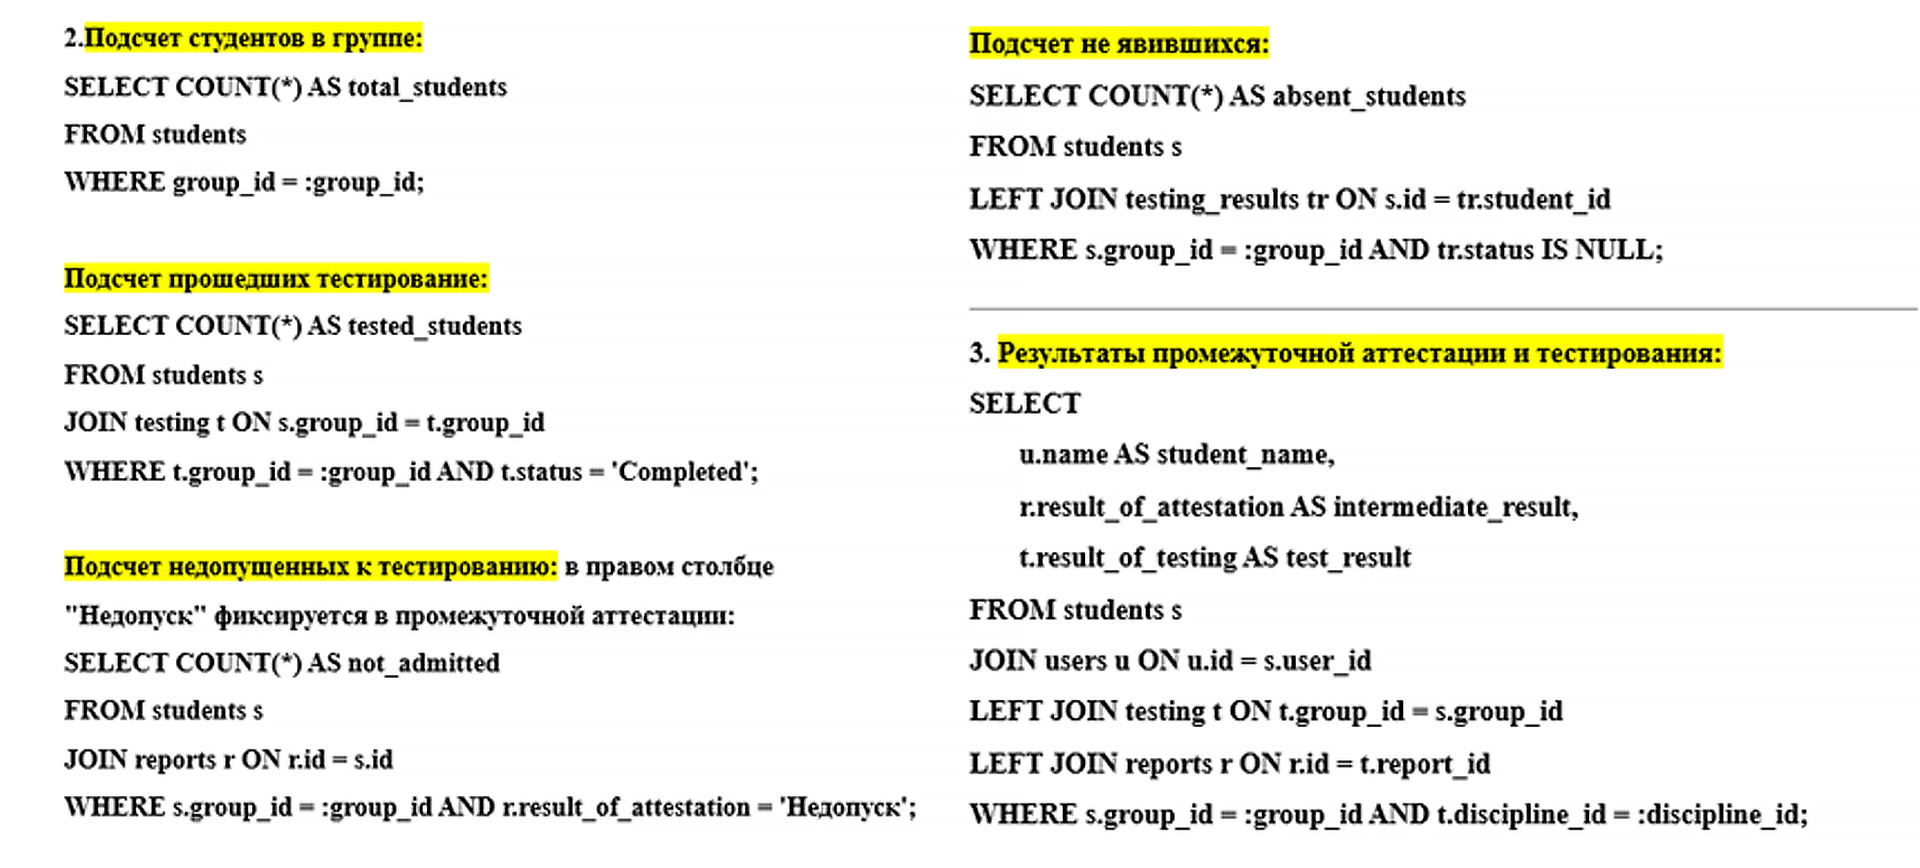 2.Подсчет студентов в группе:
SELECT COUNT(*) AS total_students
FROM students
WHERE group_id = :group_id;
Подсчет прошедших тестирование:
SELECT COUNT(*) AS tested_students
FROM students s
JOIN testing t ON s.group_id = t.group_id
WHERE t.group_id = :group_id AND t.status = 'Completed';
Подсчет недопущенных к тестированию: в правом столбце
"Недопуск" фиксируется в промежуточной аттестации:
SELECT COUNT(*) AS not_admitted
FROM students s
JOIN reports r ON r.id = s.id
WHERE s.group_id = :group_id AND r.result_of_attestation = 'Недопуск';
Подсчет не явившихся:
SELECT COUNT(*) AS absent_students
FROM students s
LEFT JOIN testing_results tr ON s.id = tr.student_id
WHERE s.group_id = :group_id AND tr.status IS NULL;
3. Результаты промежуточной аттестации и тестирования:
SELECT
u.name AS student_name,
r.result_of_attestation AS intermediate_result,
t.result_of_testing AS test_result
FROM students s
JOIN users u ON u.id = s.user_id
LEFT JOIN testing t ON t.group_id = s.group_id
LEFT JOIN reports r ON r.id = t.report_id
WHERE s.group_id = :group_id AND t.discipline_id = :discipline_id;